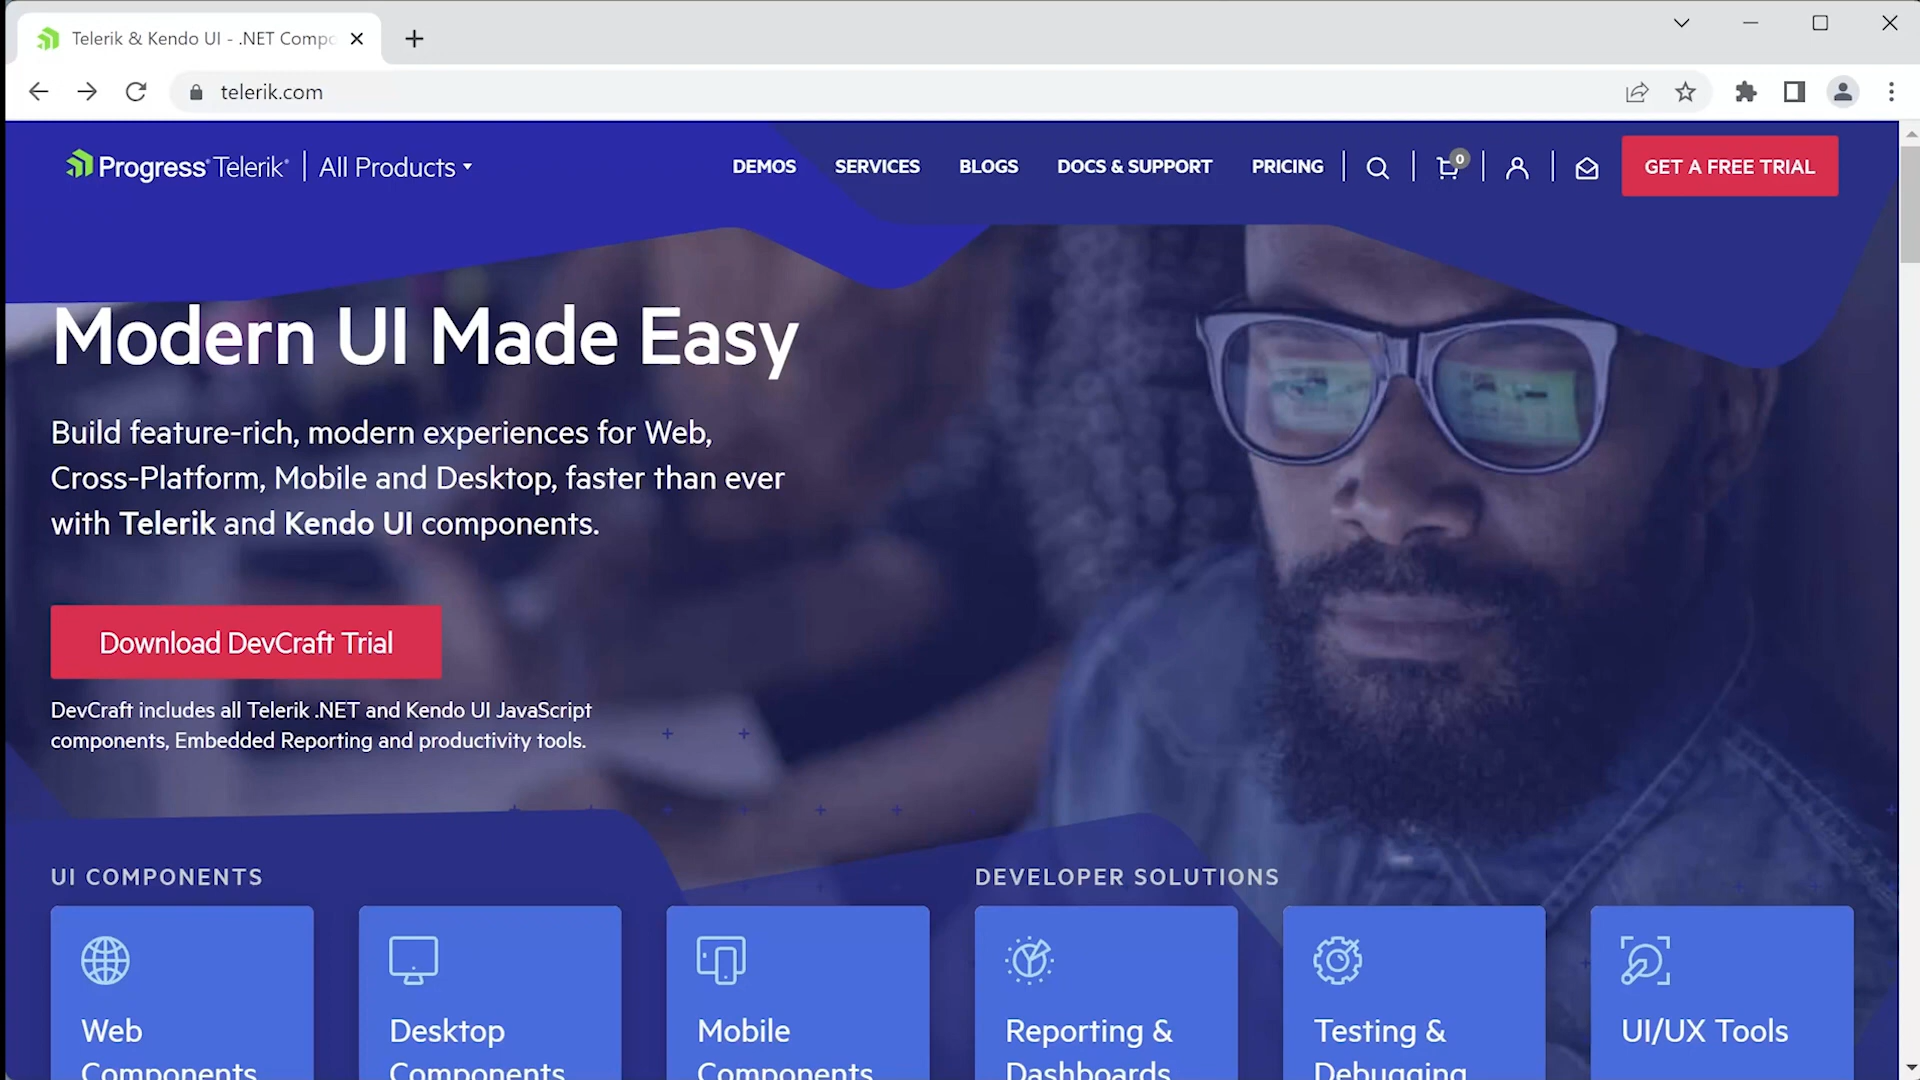 Telerik & Kendo UI - .NET Compo
telerik.com
Progress Telerik All Products
DEMOS SERVICES BLOGS DOCS & SUPPORT PRICING 0 GET A FREE TRIAL
Modern UI Made Easy
Build feature-rich, modern experiences for Web,
Cross-Platform, Mobile and Desktop, faster than ever
with Telerik and Kendo UI components.
Download DevCraft Trial
DevCraft includes all Telerik .NET and Kendo UI JavaScript
components, Embedded Reporting and productivity tools.
UI COMPONENTS
DEVELOPER SOLUTIONS
Web
Components
Desktop
Components
Mobile
Components
Reporting &
Dashboards
Testing &
Debugging
UI/UX Tools